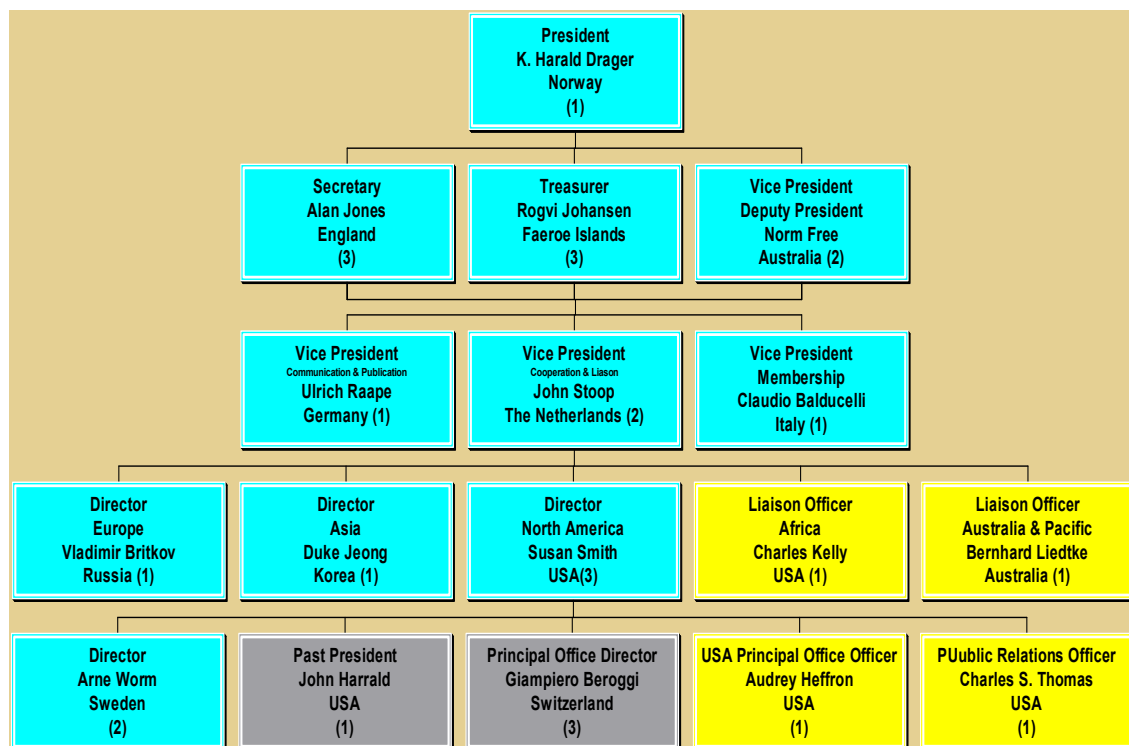 President
K. Harald Drager
Norway
(1)
Secretary
Alan Jones
England
(3)
Treasurer
Rogvi Johansen
Faeroe Islands
(3)
Vice President
Deputy President
Norm Free
Australia (2)
Vice President
Communication & Publication
Ulrich Raape
Germany (1)
Vice President
Cooperation & Liason
John Stoop
The Netherlands (2)
Vice President
Membership
Claudio Balducelli
Italy (1)
Director
Europe
Vladimir Britkov
Russia (1)
Director
Asia
Duke Jeong
Korea (1)
Director
North America
Susan Smith
USA(3)
Liaison Officer
Africa
Charles Kelly
USA (1)
Liaison Officer
Australia & Pacific
Bernhard Liedtke
Australia (1)
Director
Arne Worm
Sweden
(2)
Past President
John Harrald
USA
(1)
Principal Office Director
Giampiero Beroggi
Switzerland
(3)
USA Principal Office Officer
Audrey Heffron
USA
(1)
PUublic Relations Officer
Charles S. Thomas
USA
(1)